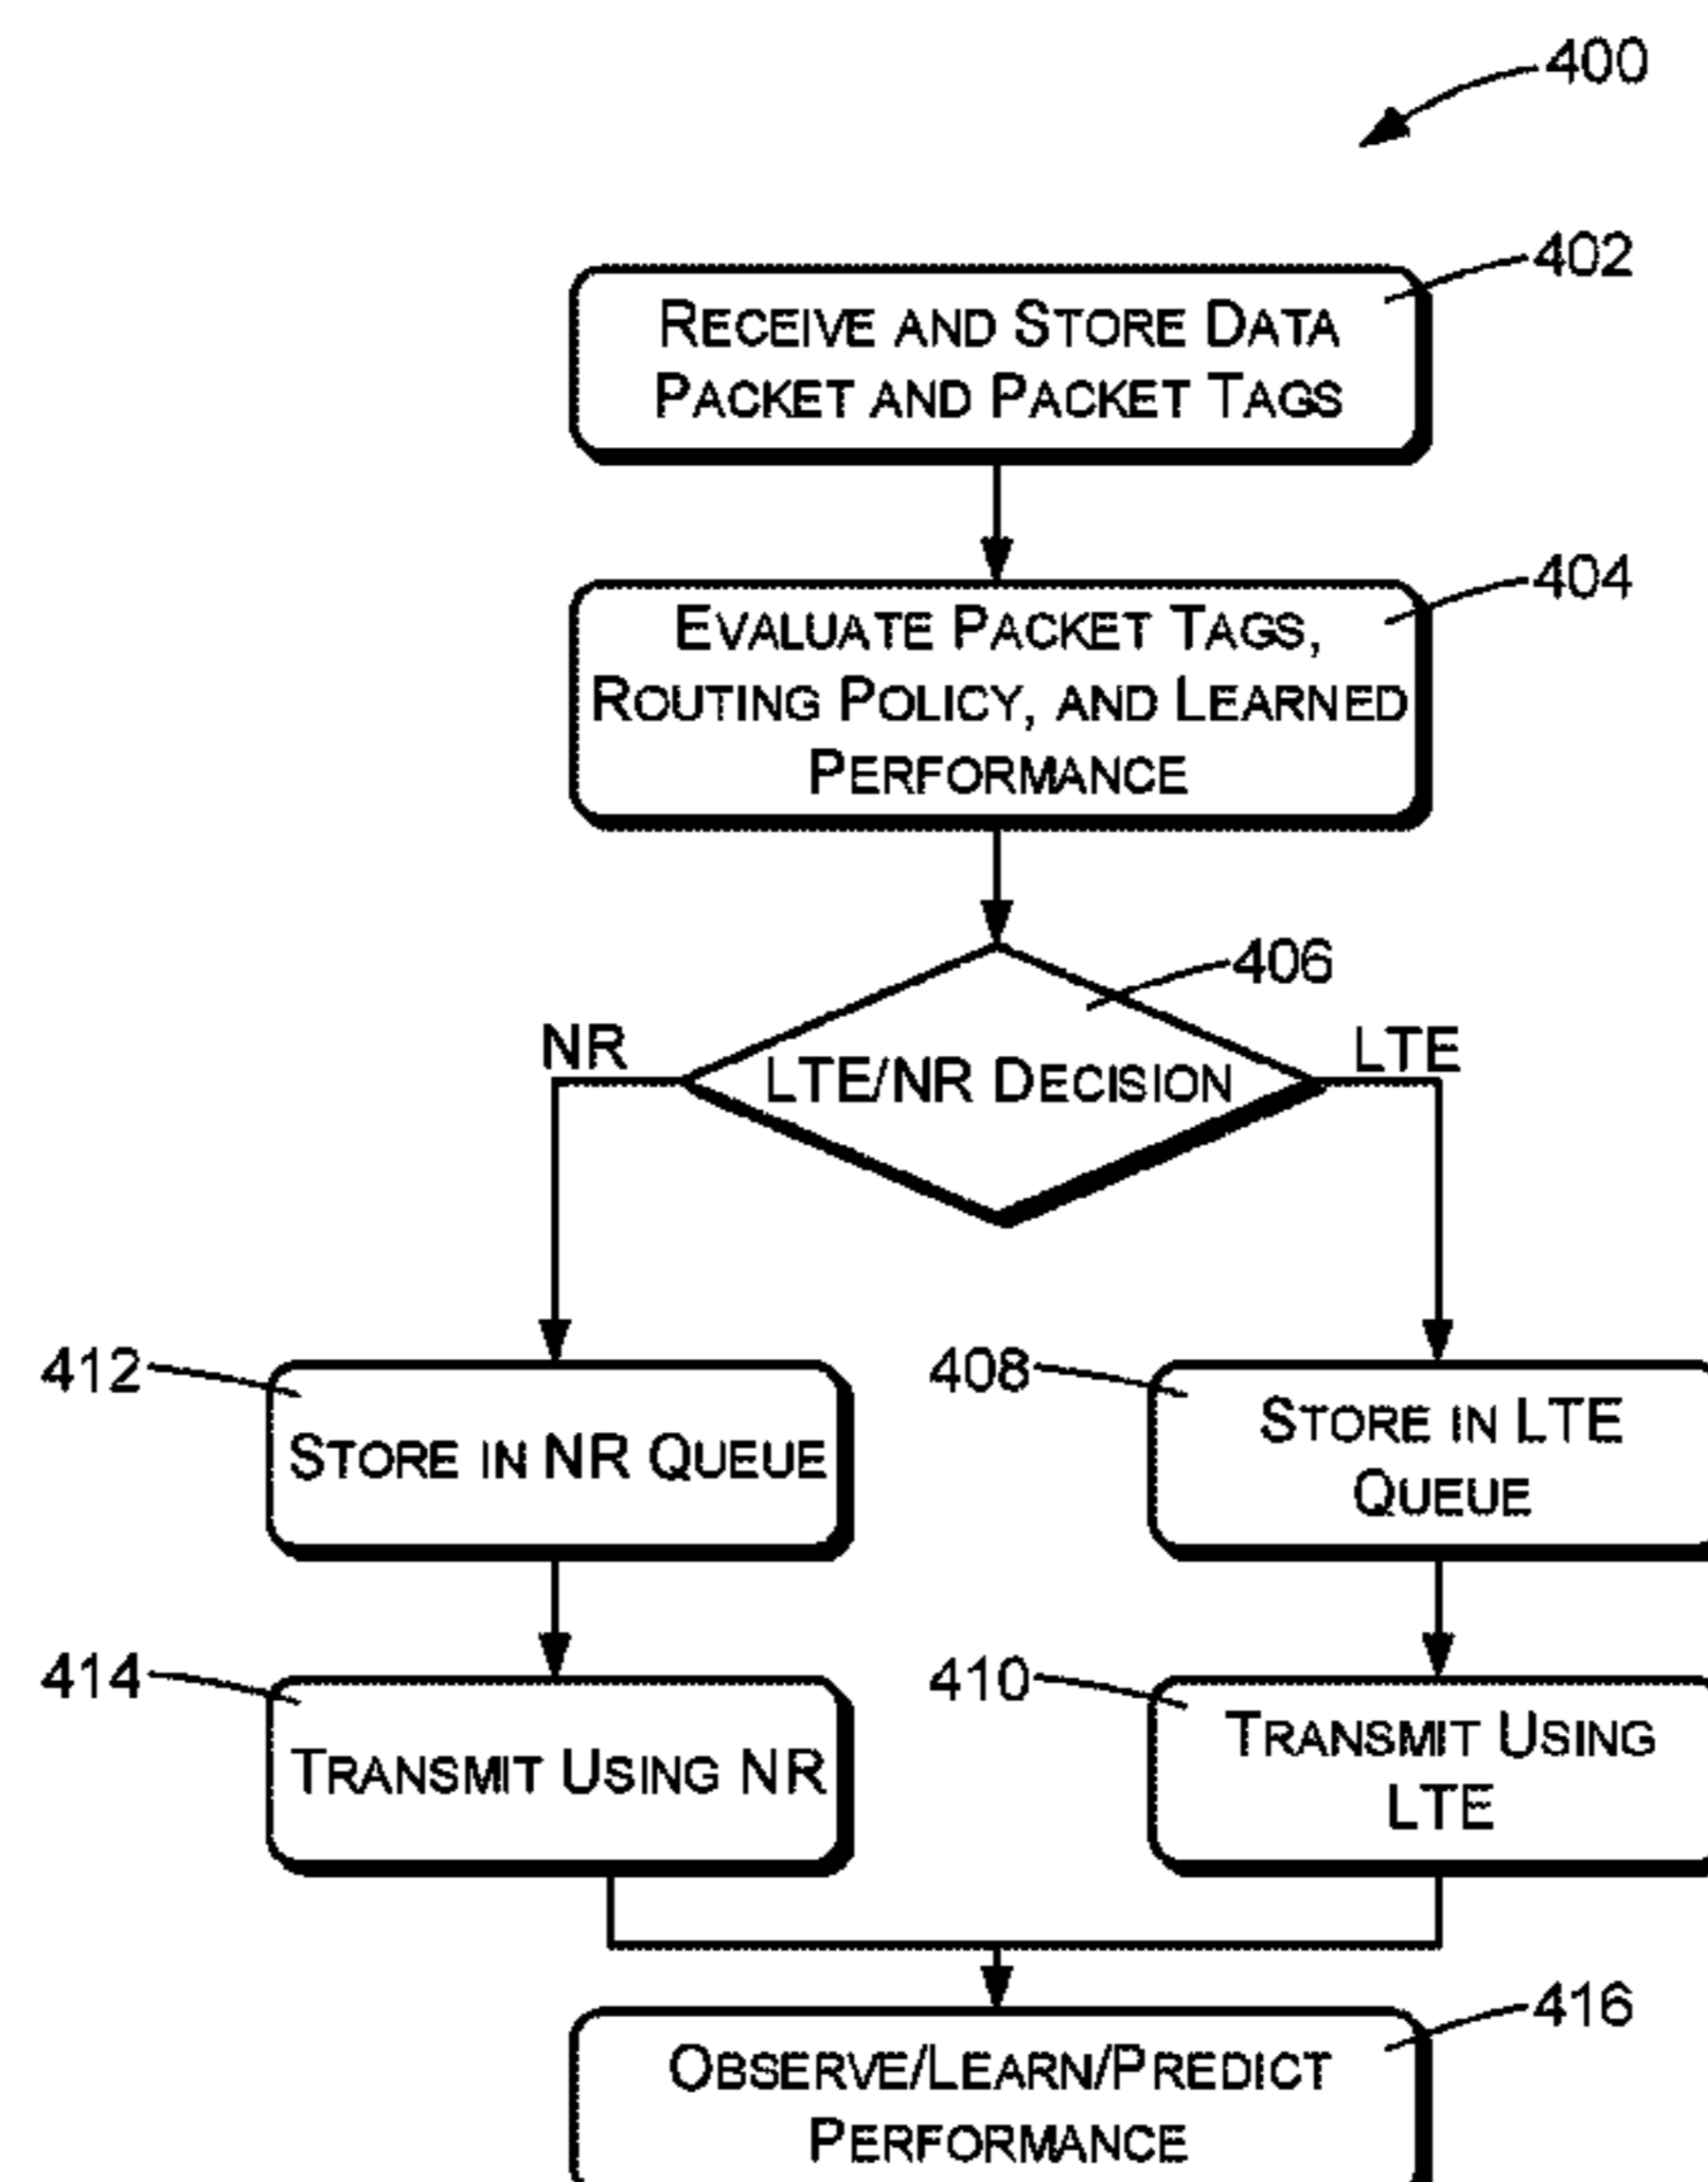 400
402
RECEIVE AND STORE DATA
PACKET AND PACKET TAGS
404
EVALUATE PACKET TAGS,
ROUTING POLICY, AND LEARNED
PERFORMANCE
406
NR
LTE/NR DECISION
LTE
412
STORE IN NR QUEUE
408
STORE IN LTE
QUEUE
414
TRANSMIT USING NR
410
TRANSMIT USING
LTE
416
OBSERVE/LEARN/PREDICT
PERFORMANCE